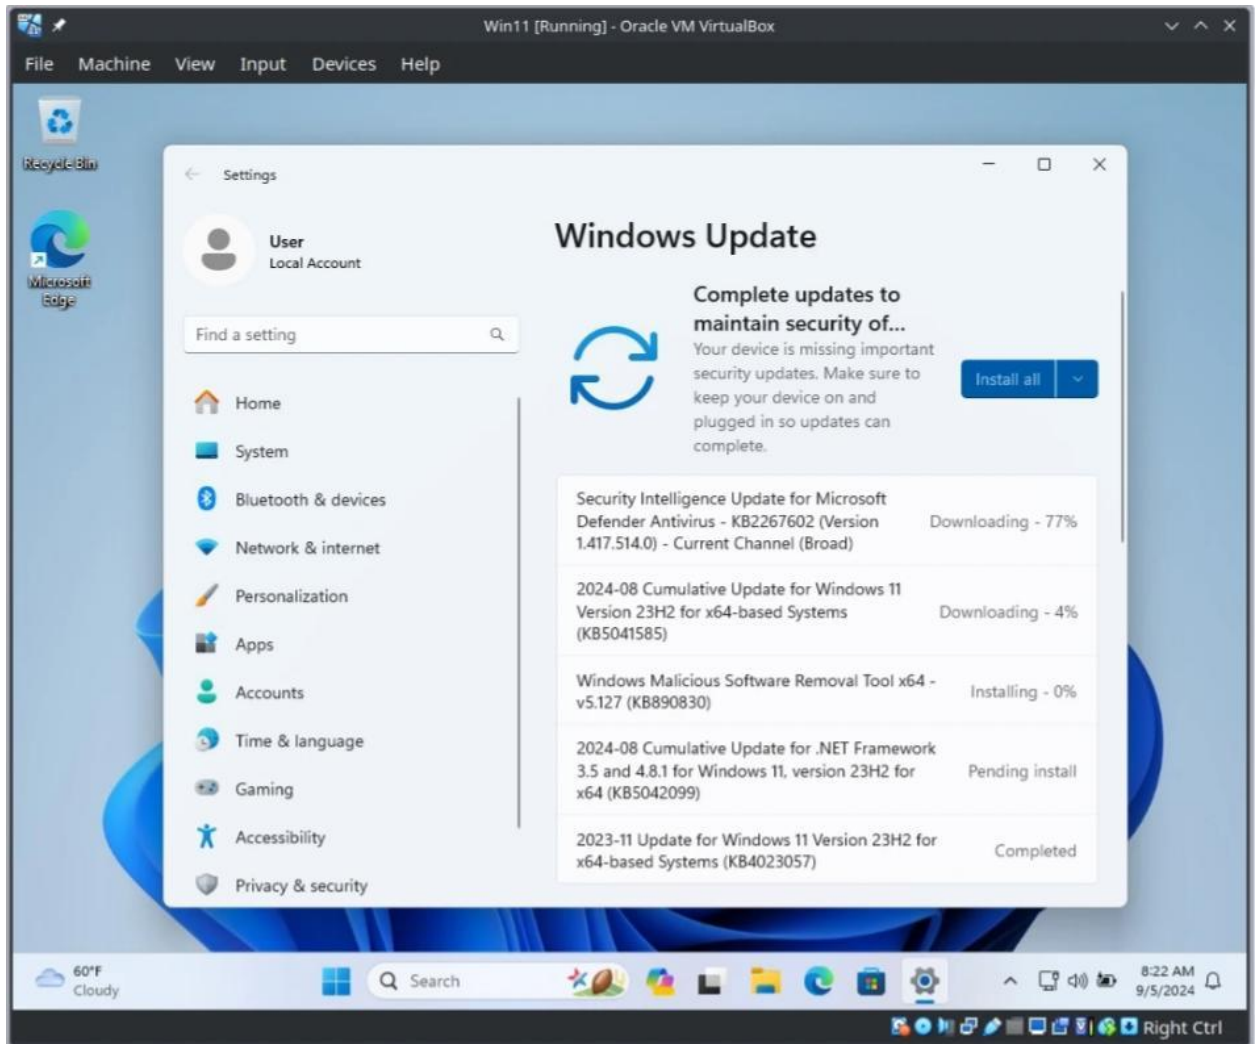 Win11 [Running] - Oracle VM VirtualBox
File Machine View Input Devices Help
Recycle Bin
Microsoft
Edge
Settings
User
Local Account
Find a setting
Home
System
Bluetooth & devices
Network & internet
Personalization
Apps
Accounts
Time & language
Gaming
Accessibility
Privacy & security
Windows Update
Complete updates to
maintain security of...
Your device is missing important
security updates. Make sure to
keep your device on and
plugged in so updates can
complete.
Install all
Security Intelligence Update for Microsoft
Defender Antivirus - KB2267602 (Version
1.417.514.0) - Current Channel (Broad)
Downloading - 77%
2024-08 Cumulative Update for Windows 11
Version 23H2 for x64-based Systems
(KB5041585)
Downloading - 4%
Windows Malicious Software Removal Tool x64 -
v5.127 (KB890830)
Installing - 0%
2024-08 Cumulative Update for .NET Framework
3.5 and 4.8.1 for Windows 11, version 23H2 for
x64 (KB5042099)
Pending install
2023-11 Update for Windows 11 Version 23H2 for
x64-based Systems (KB4023057)
Completed
60°F
Cloudy
Search
8:22 AM
9/5/2024
Right Ctrl